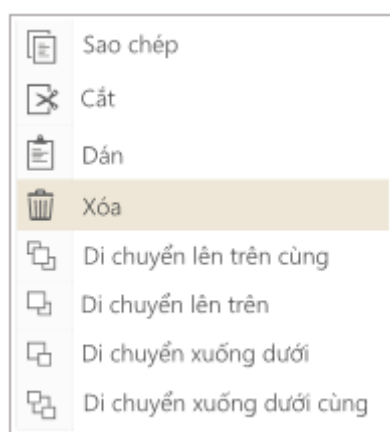 Sao chép
Cắt
Dán
Xóa
Di chuyển lên trên cùng
Di chuyển lên trên
Di chuyển xuống dưới
Di chuyển xuống dưới cùng